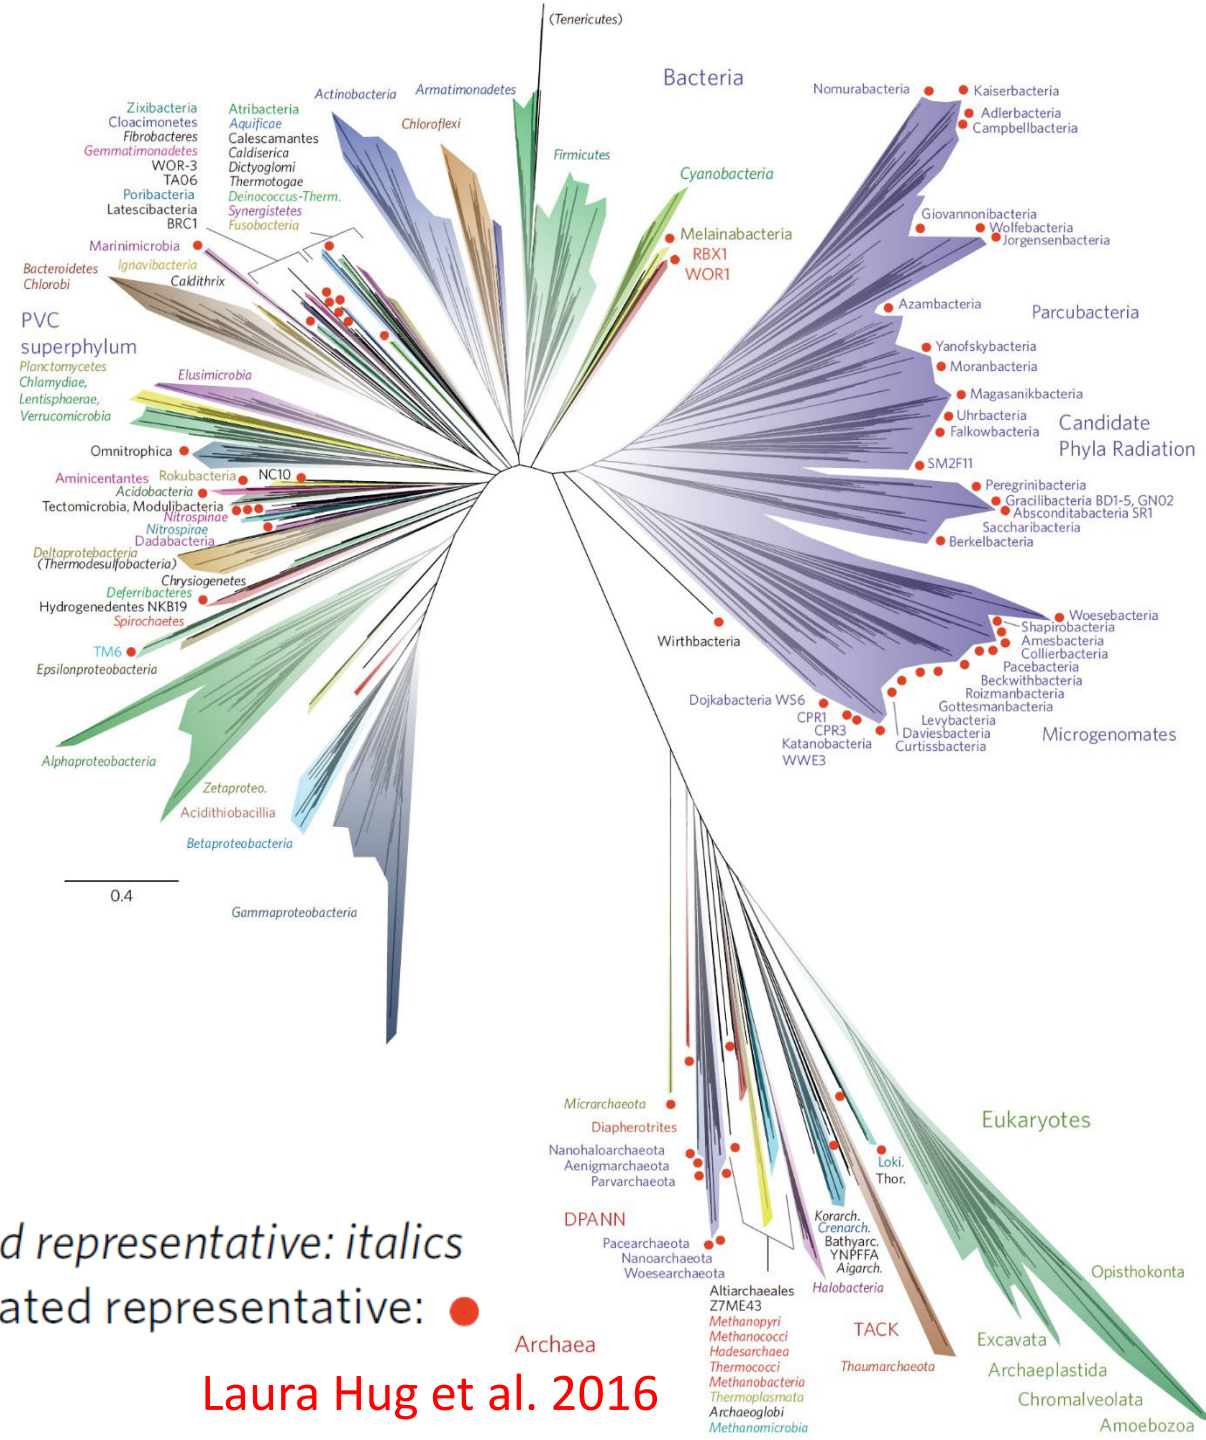 (Tenericutes)
Bacteria
Nomurabacteria
Kaiserbacteria
Adlerbacteria
Campbellbacteria
Actinobacteria
Armatimonadetes
Zixibacteria
Cloacimonetes
Fibrobacteres
Gemmatimonadetes
WOR-3
TA06
Poribacteria
Latescibacteria
BRC1
Atribacteria
Aquificae
Calescamantes
Caldiserica
Dictyoglomi
Thermotogae
Deinococcus-Therm.
Synergistetes
Fusobacteria
Chloroflexi
Firmicutes
Cyanobacteria
Melainabacteria
RBX1
WOR1
Giovannonibacteria
Wolfebacteria
Jorgensenbacteria
Marinimicrobia
Bacteroidetes
Chlorobi
Ignavibacteria
Caldithrix
Azambacteria
Parcubacteria
PVC
superphylum
Planctomycetes
Chlamydiae,
Lentisphaerae,
Verrucomicrobia
Elusimicrobia
Yanofskybacteria
Moranbacteria
Magasanikbacteria
Uhrbacteria
Falkowbacteria
Candidate
Phyla Radiation
SM2F11
Omnitrophica
Aminicentantes
Rokubacteria
NC10
Acidobacteria
Tectomicrobia, Modulibacteria
Nitrospinae
Nitrospirae
Dadabacteria
Deltaprotebacteria
(Thermodesulfobacteria)
Chrysiogenetes
Deferribacteres
Hydrogenedentes NKB19
Spirochaetes
TM6
Epsilonproteobacteria
Peregrinibacteria
Gracilibacteria BD1-5, GN02
Absconditabacteria SR1
Saccharibacteria
Berkelbacteria
Wirthbacteria
Woesebacteria
Shapirobacteria
Amesbacteria
Collierbacteria
Pacebacteria
Beckwithbacteria
Roizmanbacteria
Gottesmanbacteria
Levybacteria
Daviesbacteria
Curtissbacteria
Microgenomates
Dojkabacteria WS6
CPR1
CPR3
Katanobacteria
WWE3
Alphaproteobacteria
Zetaproteo.
Acidithiobacillia
Betaproteobacteria
0.4
Gammaproteobacteria
Micrarchaeota
Diapherotrites
Nanohaloarchaeota
Aenigmarchaeota
Parvarchaeota
DPANN
Pacearchaeota
Nanoarchaeota
Woesearchaeota
Eukaryotes
Loki.
Thor.
Korarch.
Crenarch.
Bathyarc.
YNPFFA
Aigarch.
Halobacteria
Altiarchaeales
Z7ME43
Methanopyri
Methanococci
Hadesarchaea
Thermococci
Methanobacteria
Thermoplasmata
Archaeoglobi
Methanomicrobia
TACK
Thaumarchaeota
Opisthokonta
Excavata
Archaeplastida
Chromalveolata
Amoebozoa
d representative: italics
ated representative:
Archaea
Laura Hug et al. 2016